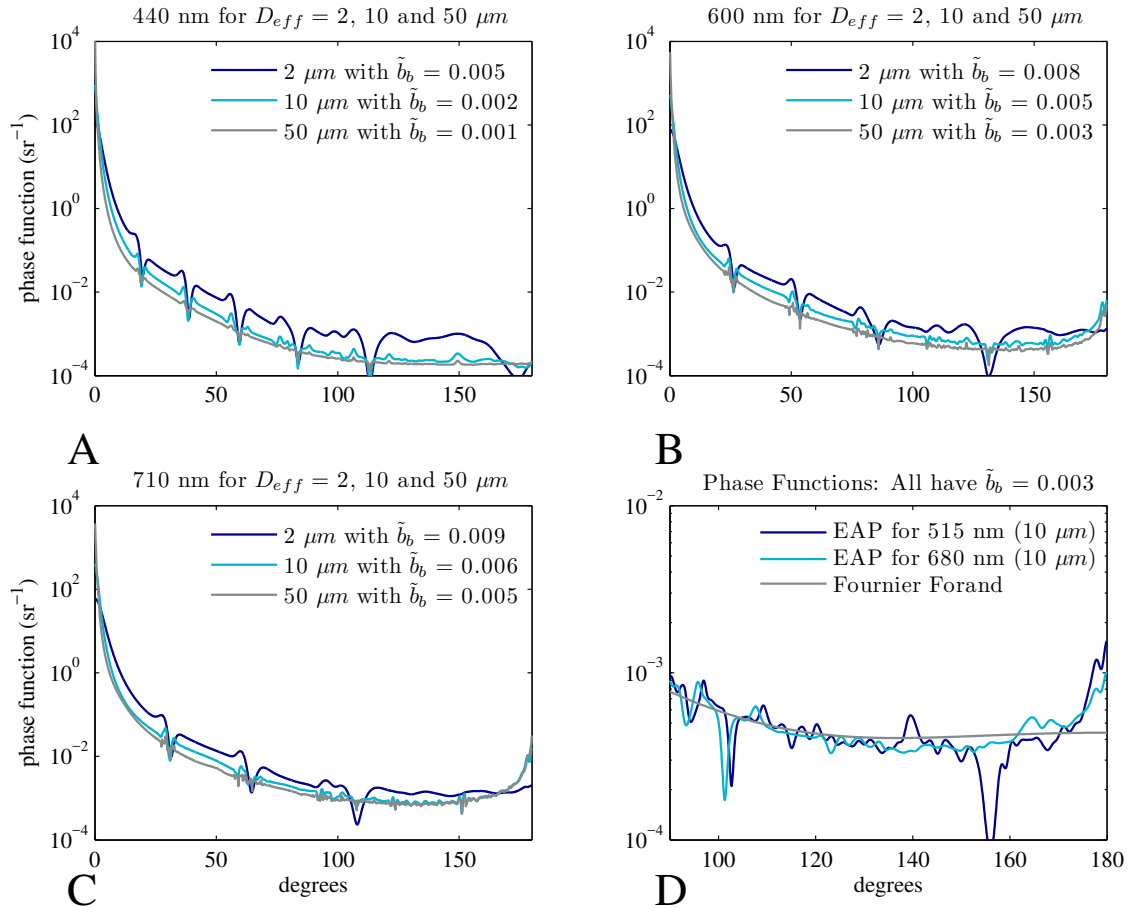 440 nm for D_eff = 2, 10 and 50 μm
10^4
10^2
10^0
10^−2
10^−4
phase function (sr^−1)
2 μm with b̃_b = 0.005
10 μm with b̃_b = 0.002
50 μm with b̃_b = 0.001
0
50
100
150
A
600 nm for D_eff = 2, 10 and 50 μm
10^4
10^2
10^0
10^−2
10^−4
2 μm with b̃_b = 0.008
10 μm with b̃_b = 0.005
50 μm with b̃_b = 0.003
0
50
100
150
B
710 nm for D_eff = 2, 10 and 50 μm
10^4
10^2
10^0
10^−2
10^−4
phase function (sr^−1)
2 μm with b̃_b = 0.009
10 μm with b̃_b = 0.006
50 μm with b̃_b = 0.005
0
50
100
150
degrees
C
Phase Functions: All have b̃_b = 0.003
10^−2
10^−3
10^−4
EAP for 515 nm (10 μm)
EAP for 680 nm (10 μm)
Fournier Forand
100
120
140
160
180
degrees
D